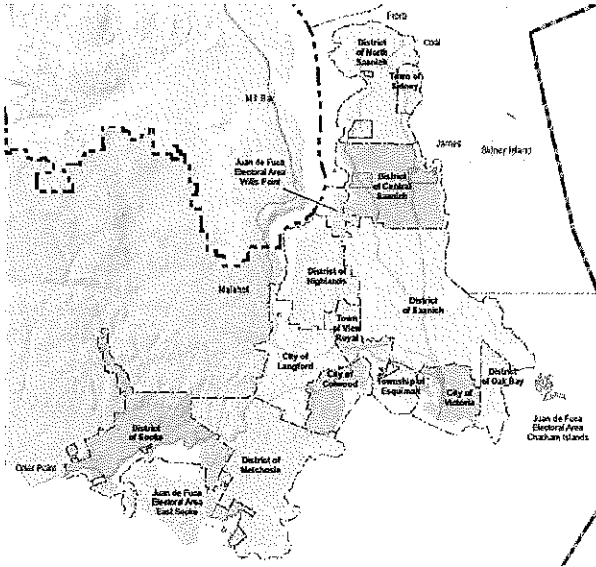 Piers
Coal
District
of North
Saanich
Town of
Sidney
Mill Bay
James
Sidney Island
Juan de Fuca
Electoral Area
Willis Point
District
of Central
Saanich
Malahat
District of
Highlands
District
of Saanich
Town
of View
Royal
City of
Langford
City of
Colwood
Township of
Esquimalt
City of
Victoria
District
of Oak Bay
Juan de Fuca
Electoral Area
Chatham Islands
District
of Sooke
Otter Point
District of
Metchosin
Juan de Fuca
Electoral Area
East Sooke